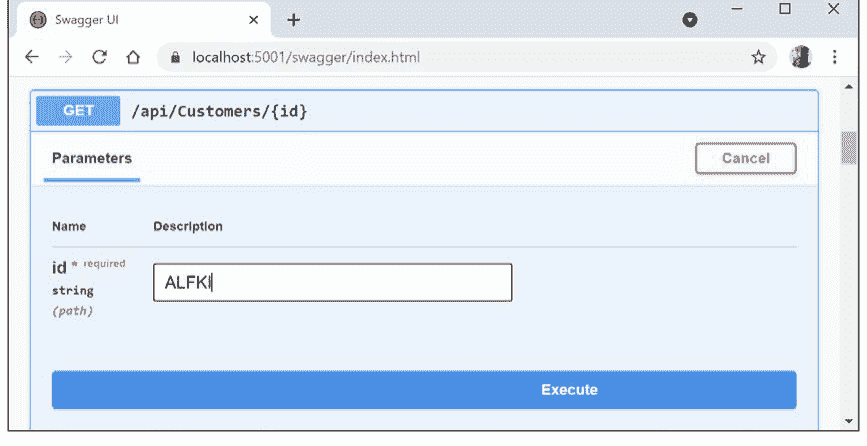 Swagger UI
localhost:5001/swagger/index.html
GET /api/Customers/{id}
Parameters
Cancel
Name Description
id * required
string
(path)
ALFKI
Execute